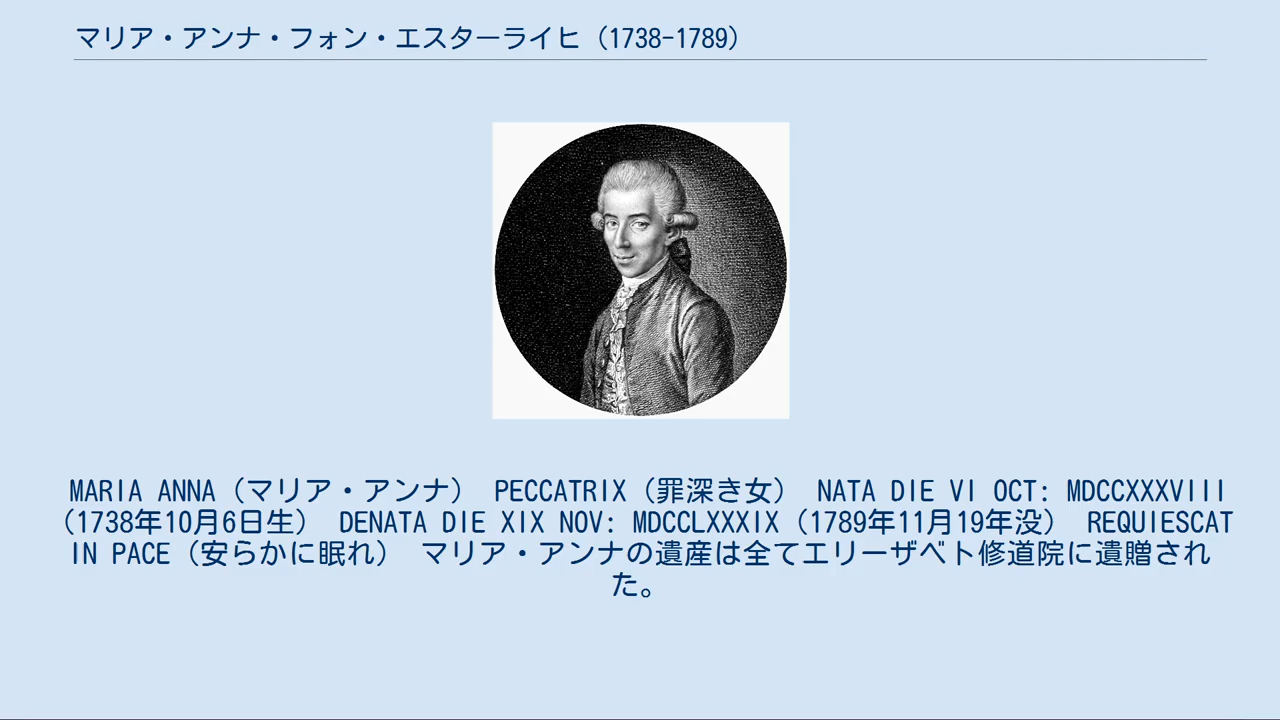 マリア・アンナ・フォン・エスターライヒ（1738-1789）
MARIA ANNA（マリア・アンナ） PECCATRIX（罪深き女） NATA DIE VI OCT: MDCCXXXVIII
（1738年10月6日生） DENATA DIE XIX NOV: MDCCLXXXIX（1789年11月19年没） REQUIESCAT
IN PACE（安らかに眠れ） マリア・アンナの遺産は全てエリーザベト修道院に遺贈され
た。